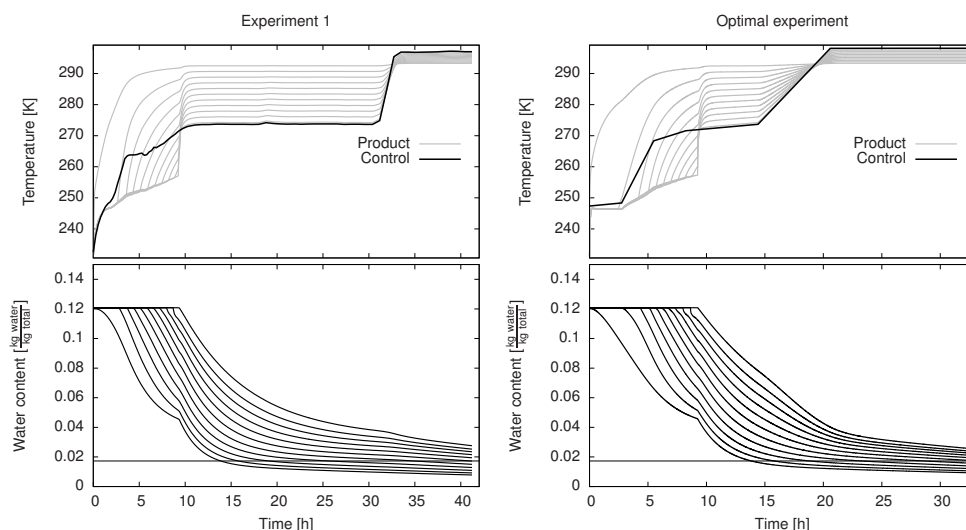 Experiment 1
Optimal experiment
Temperature [K]
290
280
270
260
250
240
Product
Control
Temperature [K]
290
280
270
260
250
240
Product
Control
Water content [kg water / kg total]
0.14
0.12
0.1
0.08
0.06
0.04
0.02
0
0 5 10 15 20 25 30 35 40
Time [h]
Water content [kg water / kg total]
0.14
0.12
0.1
0.08
0.06
0.04
0.02
0
0 5 10 15 20 25 30
Time [h]